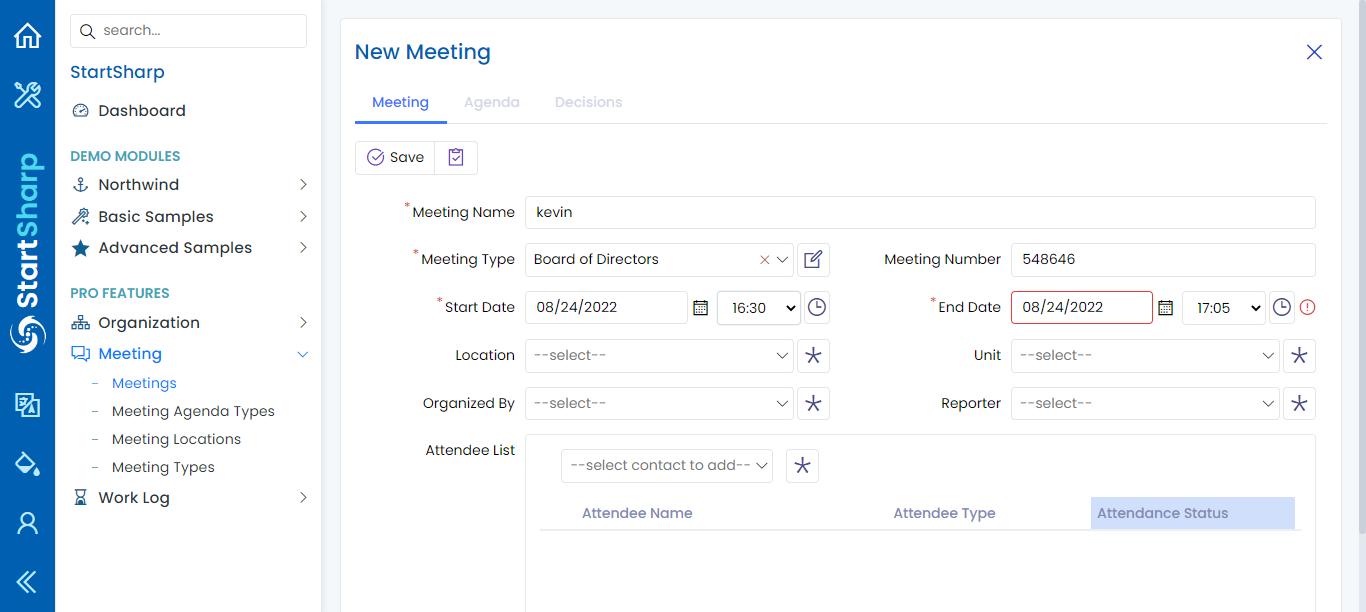 search...
StartSharp
Dashboard
DEMO MODULES
Northwind
Basic Samples
Advanced Samples
PRO FEATURES
Organization
Meeting
Meetings
Meeting Agenda Types
Meeting Locations
Meeting Types
Work Log
StartSharp
New Meeting
Meeting Agenda Decisions
Save
*Meeting Name kevin
*Meeting Type Board of Directors Meeting Number 548646
*Start Date 08/24/2022 16:30 *End Date 08/24/2022 17:05
Location --select-- Unit --select--
Organized By --select-- Reporter --select--
Attendee List --select contact to add--
Attendee Name Attendee Type Attendance Status